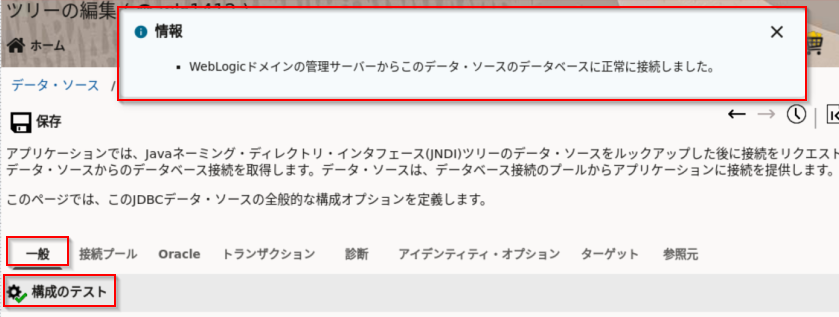 ツリーの編集
情報
ホーム
WebLogicドメインの管理サーバーからこのデータ・ソースのデータベースに正常に接続しました。
データ・ソース /
保存
アプリケーションでは、Javaネーミング・ディレクトリ・インタフェース(JNDI)ツリーのデータ・ソースをルックアップした後に接続をリクエスト
データ・ソースからのデータベース接続を取得します。データ・ソースは、データベース接続のプールからアプリケーションに接続を提供します。
このページでは、このJDBCデータ・ソースの全般的な構成オプションを定義します。
一般 接続プール Oracle トランザクション 診断 アイデンティティ・オプション ターゲット 参照元
構成のテスト